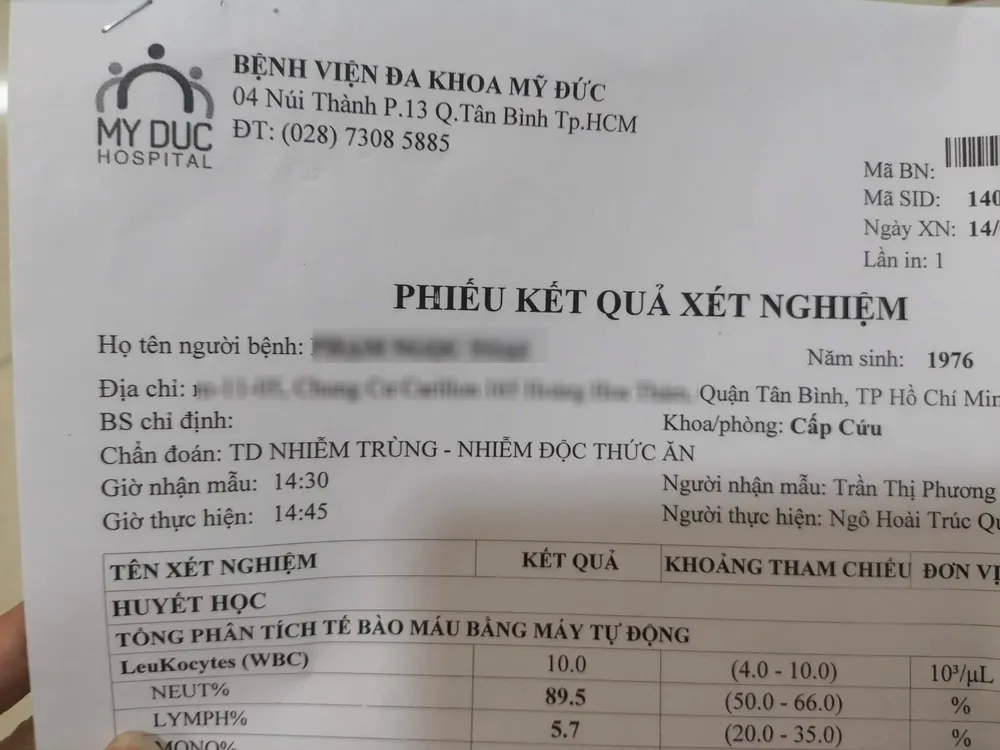 BỆNH VIỆN ĐA KHOA MỸ ĐỨC
04 Núi Thành P.13 Q.Tân Bình Tp.HCM
ĐT: (028) 7308 5885
MY DUC
HOSPITAL
Mã BN:
Mã SID: 140
Ngày XN: 14/
Lần in: 1
PHIẾU KẾT QUẢ XÉT NGHIỆM
Họ tên người bệnh:
Năm sinh: 1976
Địa chỉ: Quận Tân Bình, TP Hồ Chí Min
BS chỉ định:
Khoa/phòng: Cấp Cứu
Chẩn đoán: TD NHIỄM TRÙNG - NHIỄM ĐỘC THỨC ĂN
Giờ nhận mẫu: 14:30
Người nhận mẫu: Trần Thị Phương
Giờ thực hiện: 14:45
Người thực hiện: Ngô Hoài Trúc Qu
TÊN XÉT NGHIỆM KẾT QUẢ KHOẢNG THAM CHIẾU ĐƠN VỊ
HUYẾT HỌC
TỔNG PHÂN TÍCH TẾ BÀO MÁU BẰNG MÁY TỰ ĐỘNG
LeuKocytes (WBC) 10.0 (4.0 - 10.0) 10³/µL
NEUT% 89.5 (50.0 - 66.0) %
LYMPH% 5.7 (20.0 - 35.0) %
MONO%